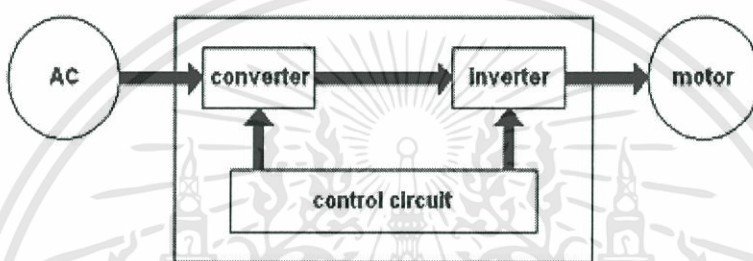 AC
converter
inverter
motor
control circuit